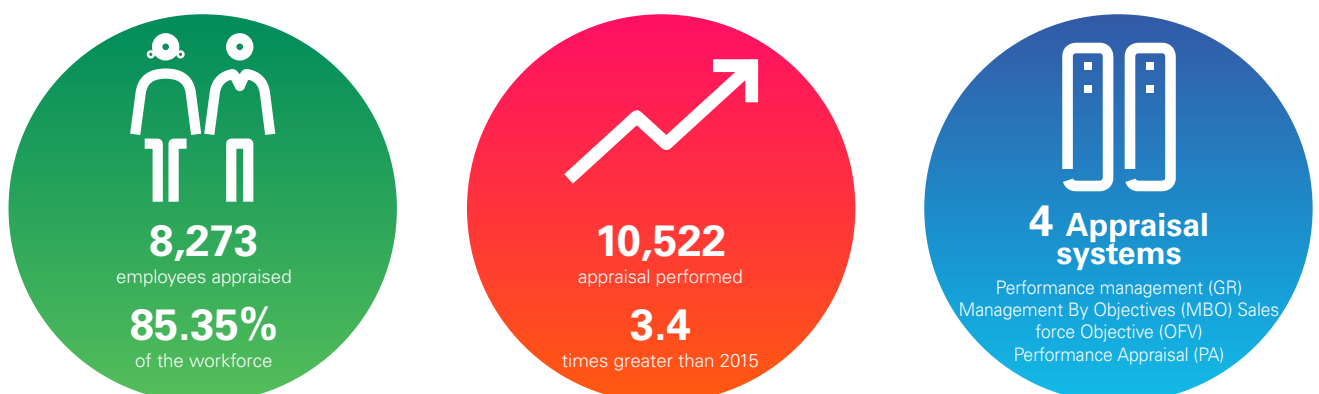 8,273
employees appraised
85.35%
of the workforce
10,522
appraisal performed
3.4
times greater than 2015
4 Appraisal
systems
Performance management (GR)
Management By Objectives (MBO) Sales
force Objective (OFV)
Performance Appraisal (PA)